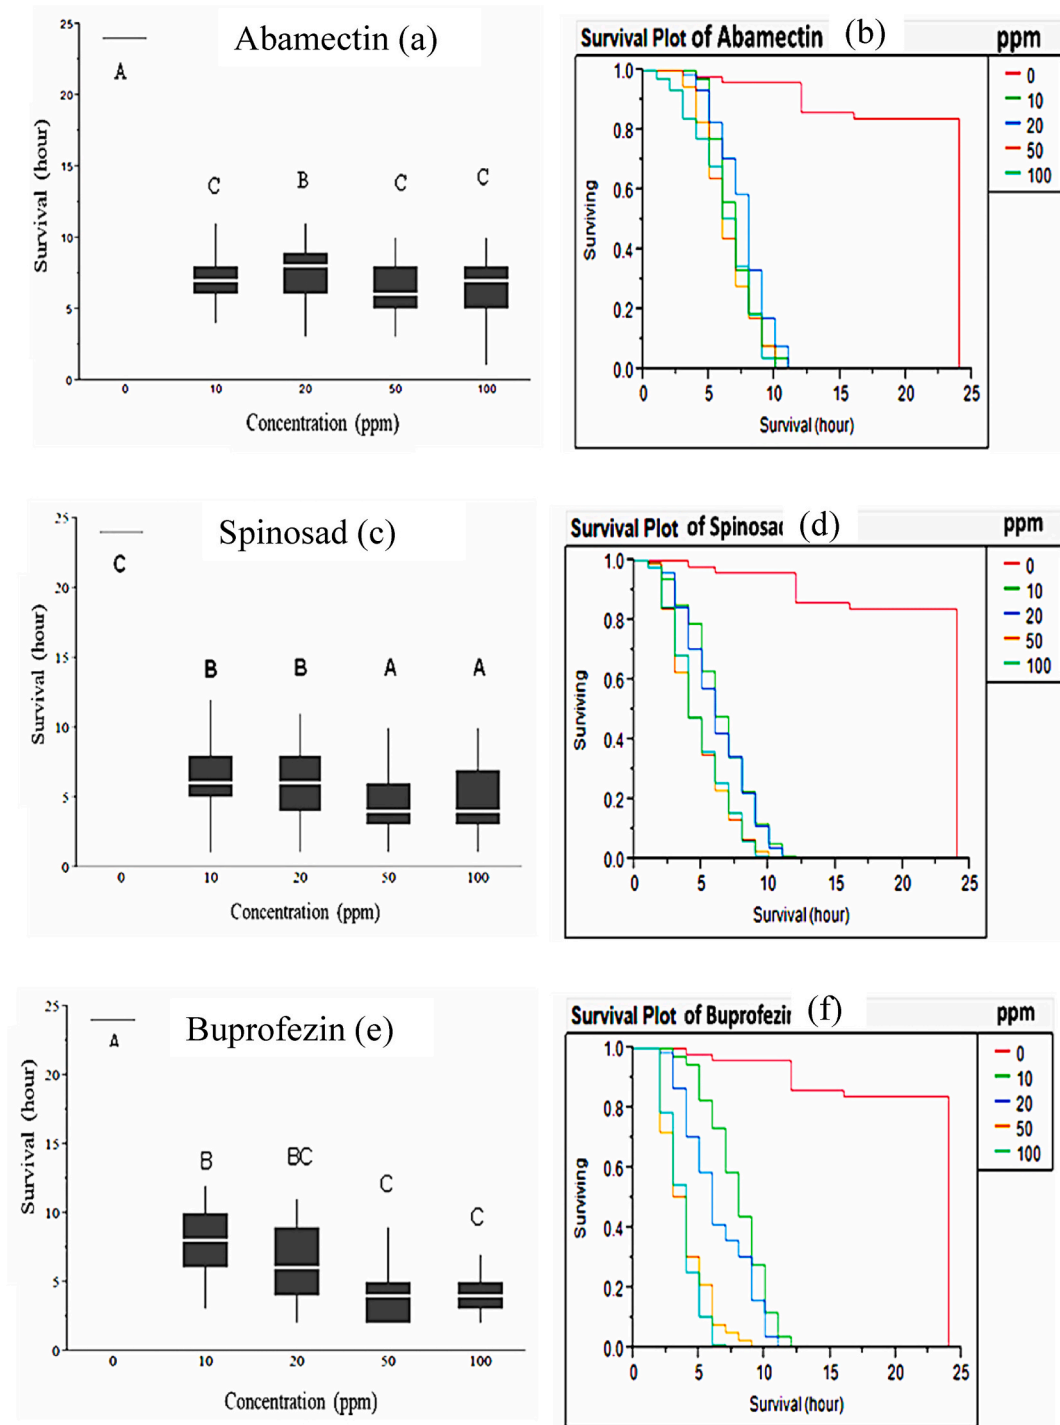 Abamectin (a)
25
20
15
10
5
0
Survival (hour)
A
C
B
C
C
0
10
20
50
100
Concentration (ppm)
Survival Plot of Abamectin
(b)
ppm
0
10
20
50
100
1.0
0.8
0.6
0.4
0.2
0.0
Surviving
0
5
10
15
20
25
Survival (hour)
Spinosad (c)
25
20
15
10
5
0
Survival (hour)
C
B
B
A
A
0
10
20
50
100
Concentration (ppm)
Survival Plot of Spinosad
(d)
ppm
0
10
20
50
100
1.0
0.8
0.6
0.4
0.2
0.0
Surviving
0
5
10
15
20
25
Survival (hour)
Buprofezin (e)
25
20
15
10
5
0
Survival (hour)
A
B
BC
C
C
0
10
20
50
100
Concentration (ppm)
Survival Plot of Buprofezin
(f)
ppm
0
10
20
50
100
1.0
0.8
0.6
0.4
0.2
0.0
Surviving
0
5
10
15
20
25
Survival (hour)